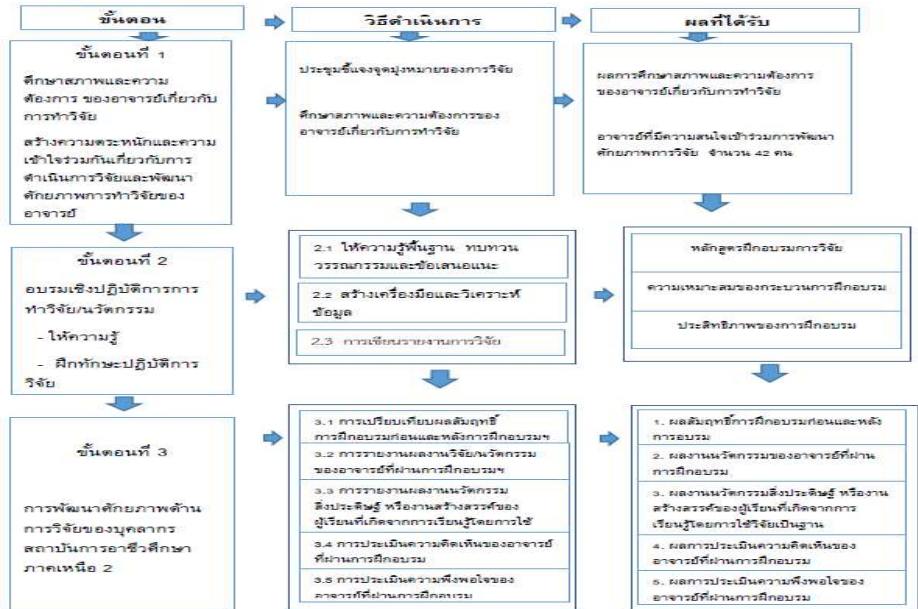 ขั้นตอน
วิธีดำเนินการ
ผลที่ได้รับ
ขั้นตอนที่ 1
ศึกษาสภาพและความ
ต้องการ ของอาจารย์เกี่ยวกับ
การทำวิจัย
สร้างความตระหนักและความ
เข้าใจร่วมกันเกี่ยวกับการ
ดำเนินการวิจัยและพัฒนา
ศักยภาพการทำวิจัยของ
อาจารย์
ประชุมชี้แจงจุดมุ่งหมายของการวิจัย
ศึกษาสภาพและความต้องการของ
อาจารย์เกี่ยวกับการทำวิจัย
ผลการศึกษาสภาพและความต้องการ
ของอาจารย์เกี่ยวกับการทำวิจัย
อาจารย์ที่มีความสนใจเข้าร่วมการพัฒนา
ศักยภาพการวิจัย จำนวน 42 คน
ขั้นตอนที่ 2
อบรมเชิงปฏิบัติการการ
ทำวิจัย/นวัตกรรม
- ให้ความรู้
- ฝึกทักษะปฏิบัติการ
วิจัย
2.1 ให้ความรู้พื้นฐาน ทบทวน
วรรณกรรมและข้อเสนอแนะ
2.2 สร้างเครื่องมือและวิเคราะห์
ข้อมูล
2.3 การเขียนรายงานการวิจัย
หลักสูตรฝึกอบรมการวิจัย
ความเหมาะสมของกระบวนการฝึกอบรม
ประสิทธิภาพของการฝึกอบรม
ขั้นตอนที่ 3
การพัฒนาศักยภาพด้าน
การวิจัยของบุคลากร
สถาบันการอาชีวศึกษา
ภาคเหนือ 2
3.1 การเปรียบเทียบผลสัมฤทธิ์
การฝึกอบรมก่อนและหลังการฝึกอบรมฯ
3.2 การรายงานผลงานวิจัย/นวัตกรรม
ของอาจารย์ที่ผ่านการฝึกอบรมฯ
3.3 การรายงานผลงานนวัตกรรม
สิ่งประดิษฐ์ หรืองานสร้างสรรค์ของ
ผู้เรียนที่เกิดจากการเรียนรู้โดยการใช้
3.4 การประเมินความคิดเห็นของอาจารย์
ที่ผ่านการฝึกอบรม
3.5 การประเมินความพึงพอใจของ
อาจารย์ที่ผ่านการฝึกอบรม
1. ผลสัมฤทธิ์การฝึกอบรมก่อนและหลัง
การอบรม
2. ผลงานนวัตกรรมของอาจารย์ที่ผ่าน
การฝึกอบรม
3. ผลงานนวัตกรรมสิ่งประดิษฐ์ หรืองาน
สร้างสรรค์ของผู้เรียนที่เกิดจากการ
เรียนรู้โดยการใช้วิจัยเป็นฐาน
4. ผลการประเมินความคิดเห็นของ
อาจารย์ที่ผ่านการฝึกอบรม
5. ผลการประเมินความพึงพอใจของ
อาจารย์ที่ผ่านการฝึกอบรม